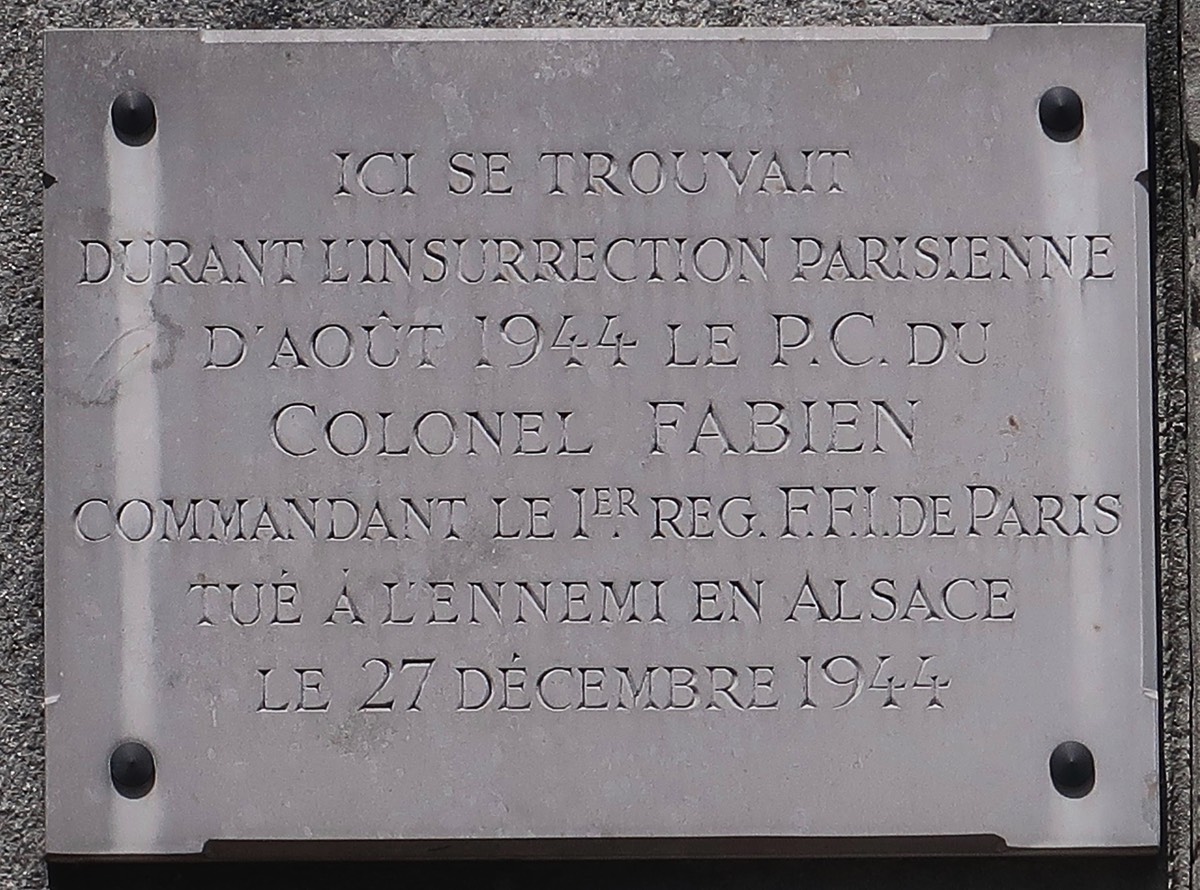 ICI SE TROUVAIT
DURANT L'INSURRECTION PARISIENNE
D'AOÛT 1944 LE P.C. DU
COLONEL FABIEN
COMMANDANT LE 1ER REG. F.F.I. DE PARIS
TUÉ À L'ENNEMI EN ALSACE
LE 27 DÉCEMBRE 1944